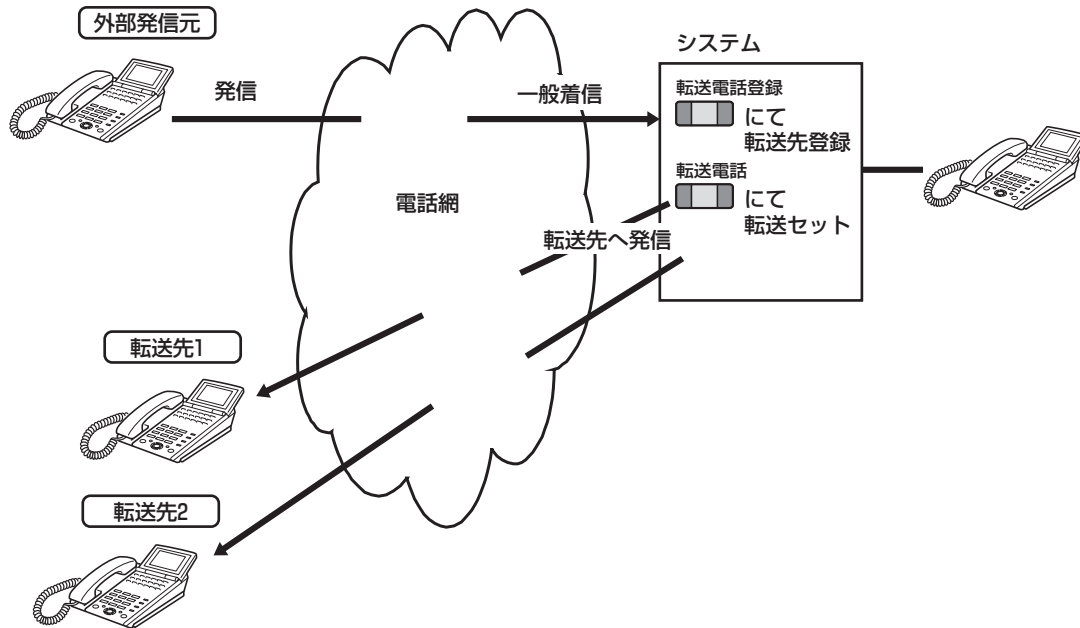 外部発信元
発信
一般着信
システム
転送電話登録
にて
転送先登録
転送電話
にて
転送セット
電話網
転送先へ発信
転送先1
転送先2